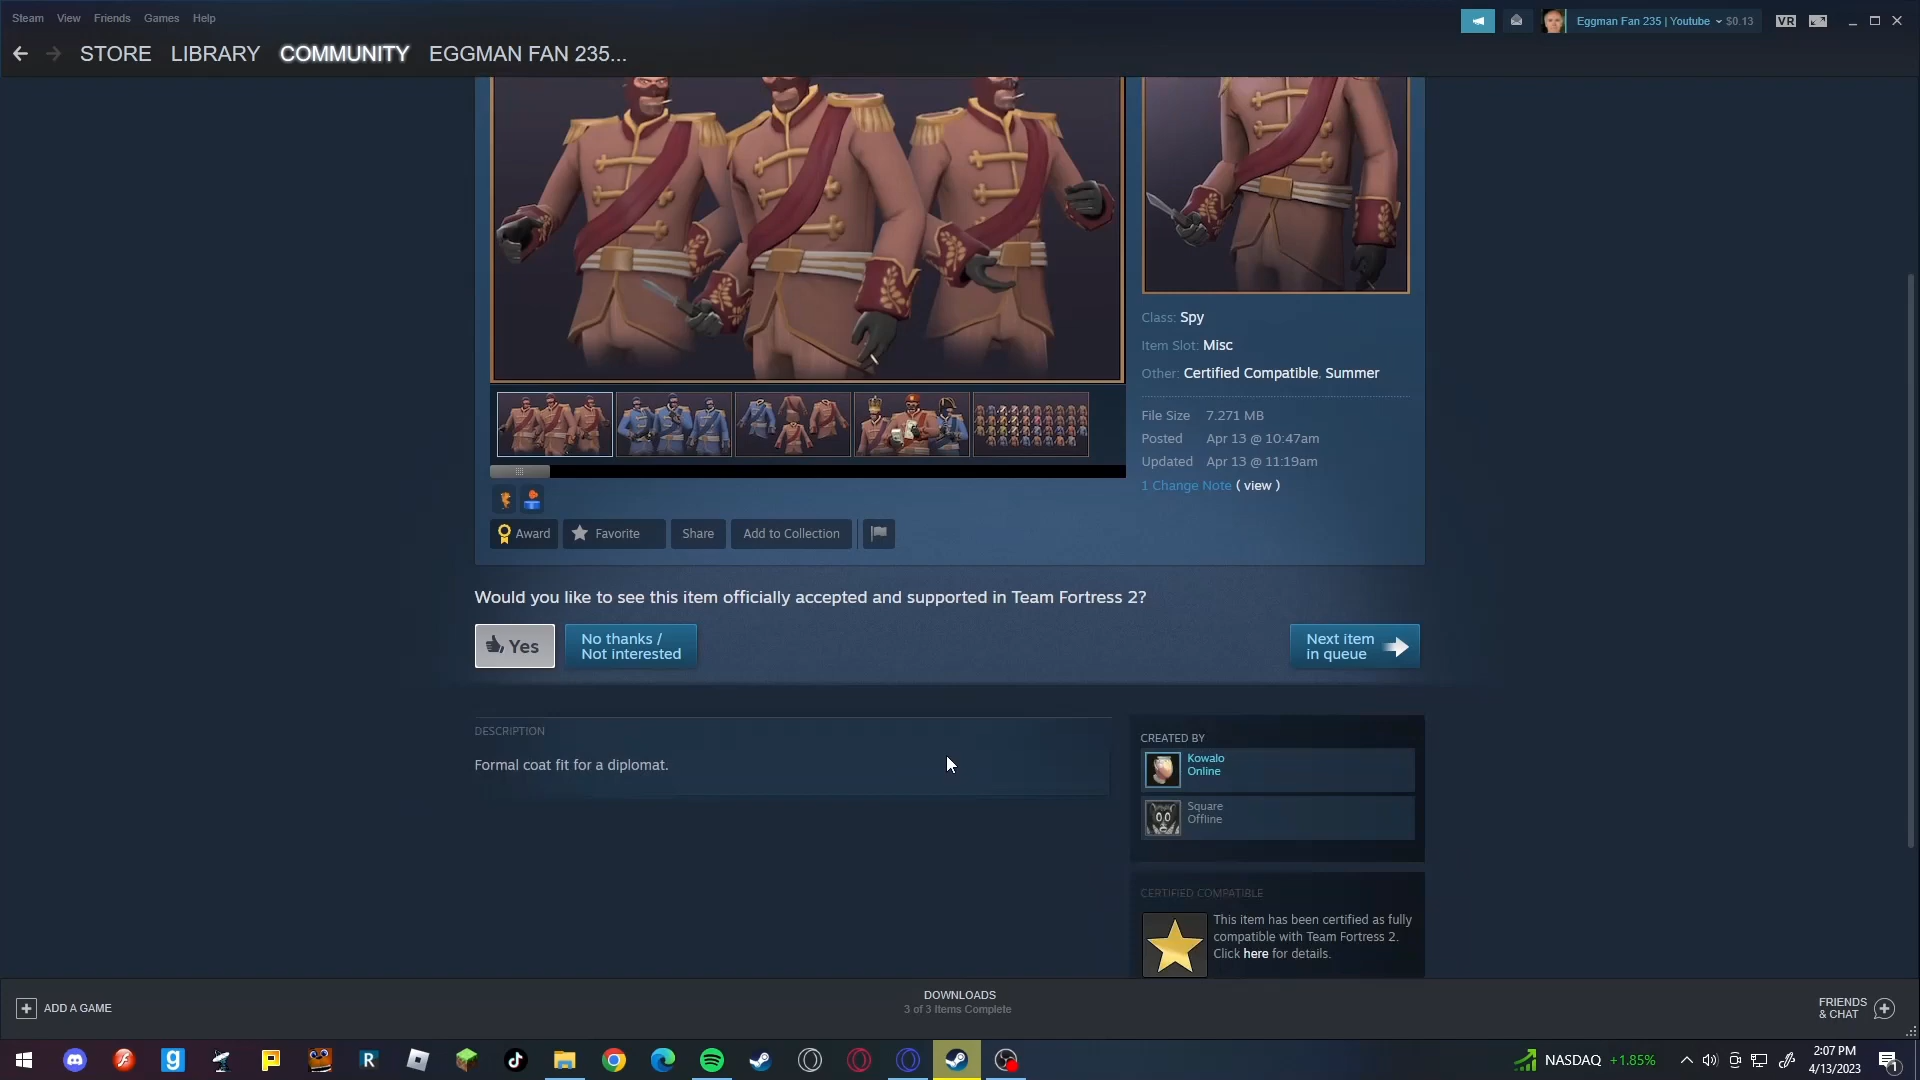 Steam View Friends Games Help
Eggman Fan 235 | Youtube $0.13
VR
STORE LIBRARY COMMUNITY EGGMAN FAN 235...
Class: Spy
Item Slot: Misc
Other: Certified Compatible, Summer
File Size 7.271 MB
Posted Apr 13 @ 10:47am
Updated Apr 13 @ 11:19am
1 Change Note ( view )
Award Favorite Share Add to Collection
Would you like to see this item officially accepted and supported in Team Fortress 2?
Yes
No thanks /
Not interested
Next item
in queue
DESCRIPTION
Formal coat fit for a diplomat.
CREATED BY
Kowalo
Online
Square
Offline
CERTIFIED COMPATIBLE
This item has been certified as fully
compatible with Team Fortress 2.
Click here for details.
ADD A GAME
DOWNLOADS
3 of 3 Items Complete
FRIENDS
& CHAT
NASDAQ +1.85%
2:07 PM
4/13/2023
1